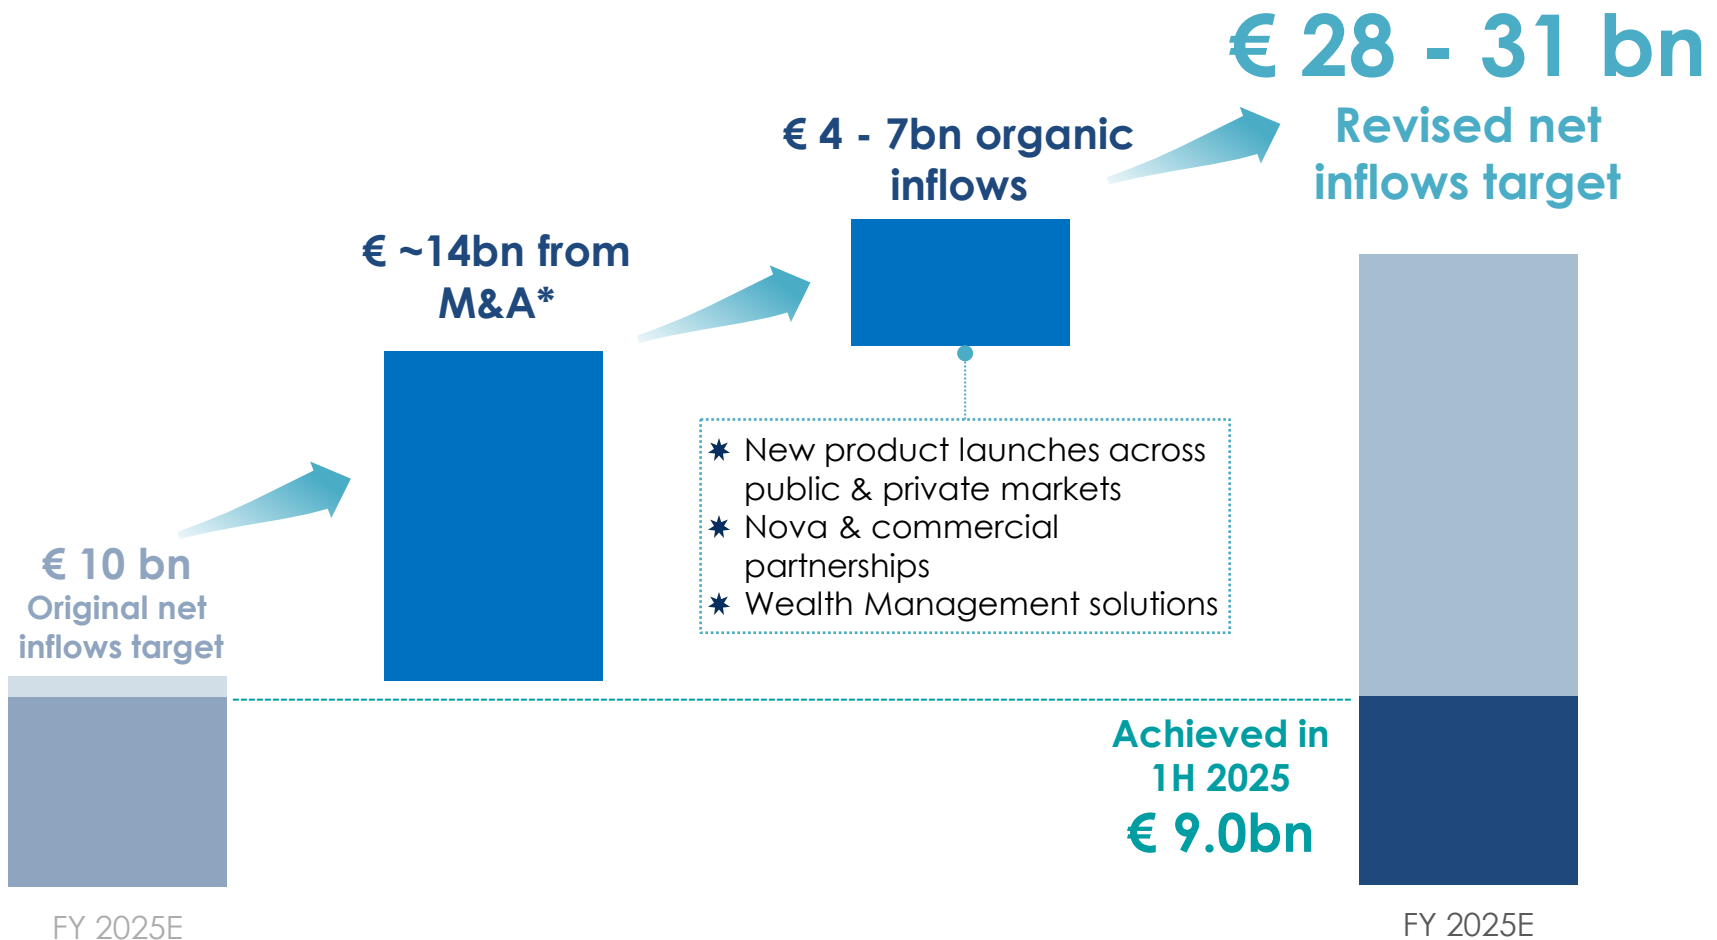 € 28 - 31 bn
Revised net
inflows target
€ 4 - 7bn organic
inflows
€ ~14bn from
M&A*
New product launches across
public & private markets
Nova & commercial
partnerships
Wealth Management solutions
€ 10 bn
Original net
inflows target
Achieved in
1H 2025
€ 9.0bn
FY 2025E
FY 2025E